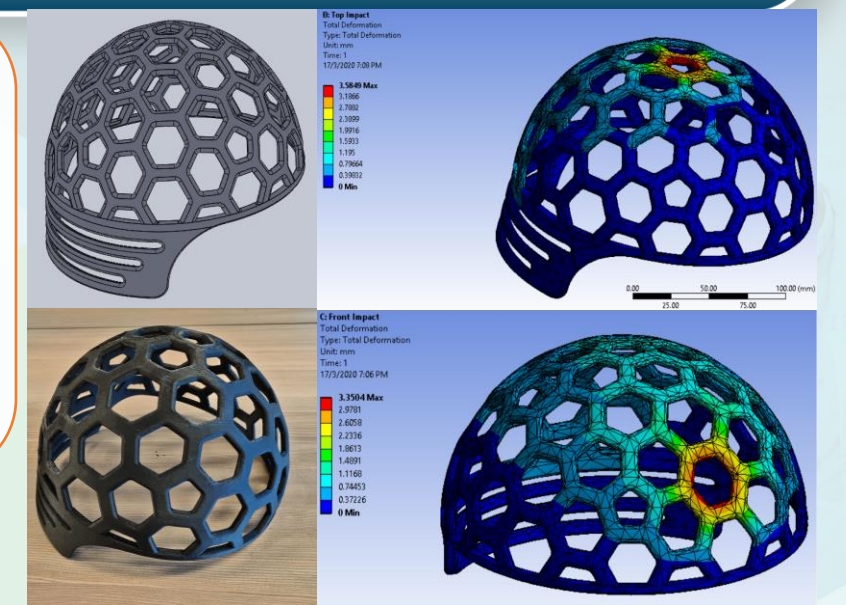 B: Top Impact
Total Deformation
Type: Total Deformation
Unit: mm
Time: 1
17/3/2020 7:08 PM
3.5849 Max
3.1866
2.7882
2.3899
1.9916
1.5933
1.195
0.79664
0.39832
0 Min
0.00 50.00 100.00 (mm)
25.00 75.00
C: Front Impact
Total Deformation
Type: Total Deformation
Unit: mm
Time: 1
17/3/2020 7:06 PM
3.3504 Max
2.9781
2.6058
2.2336
1.8613
1.4891
1.1168
0.74453
0.37226
0 Min